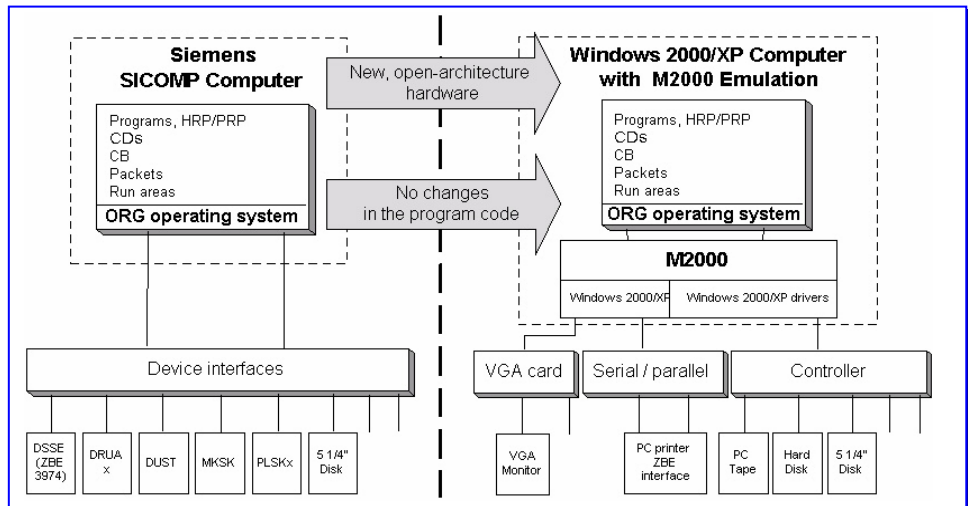 Siemens
SICOMP Computer
Programs, HRP/PRP
CDs
CB
Packets
Run areas
ORG operating system
New, open-architecture
hardware
No changes
in the program code
Windows 2000/XP Computer
with M2000 Emulation
Programs, HRP/PRP
CDs
CB
Packets
Run areas
ORG operating system
M2000
Windows 2000/XP
Windows 2000/XP drivers
Device interfaces
DSSE
(ZBE
3974)
DRUA
x
DUST
MKSK
PLSKx
5 1/4"
Disk
VGA card
Serial / parallel
Controller
VGA
Monitor
PC printer
ZBE
interface
PC
Tape
Hard
Disk
5 1/4"
Disk